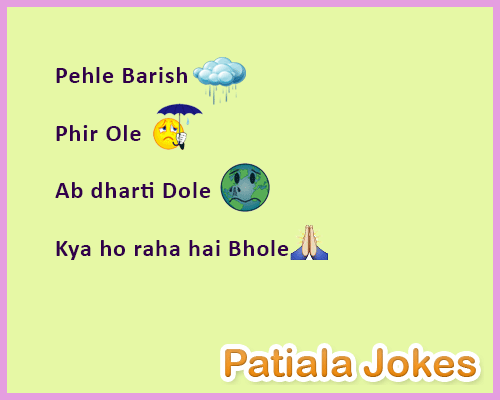 Pehle Barish
Phir Ole
Ab dharti Dole
Kya ho raha hai Bhole
Patiala Jokes